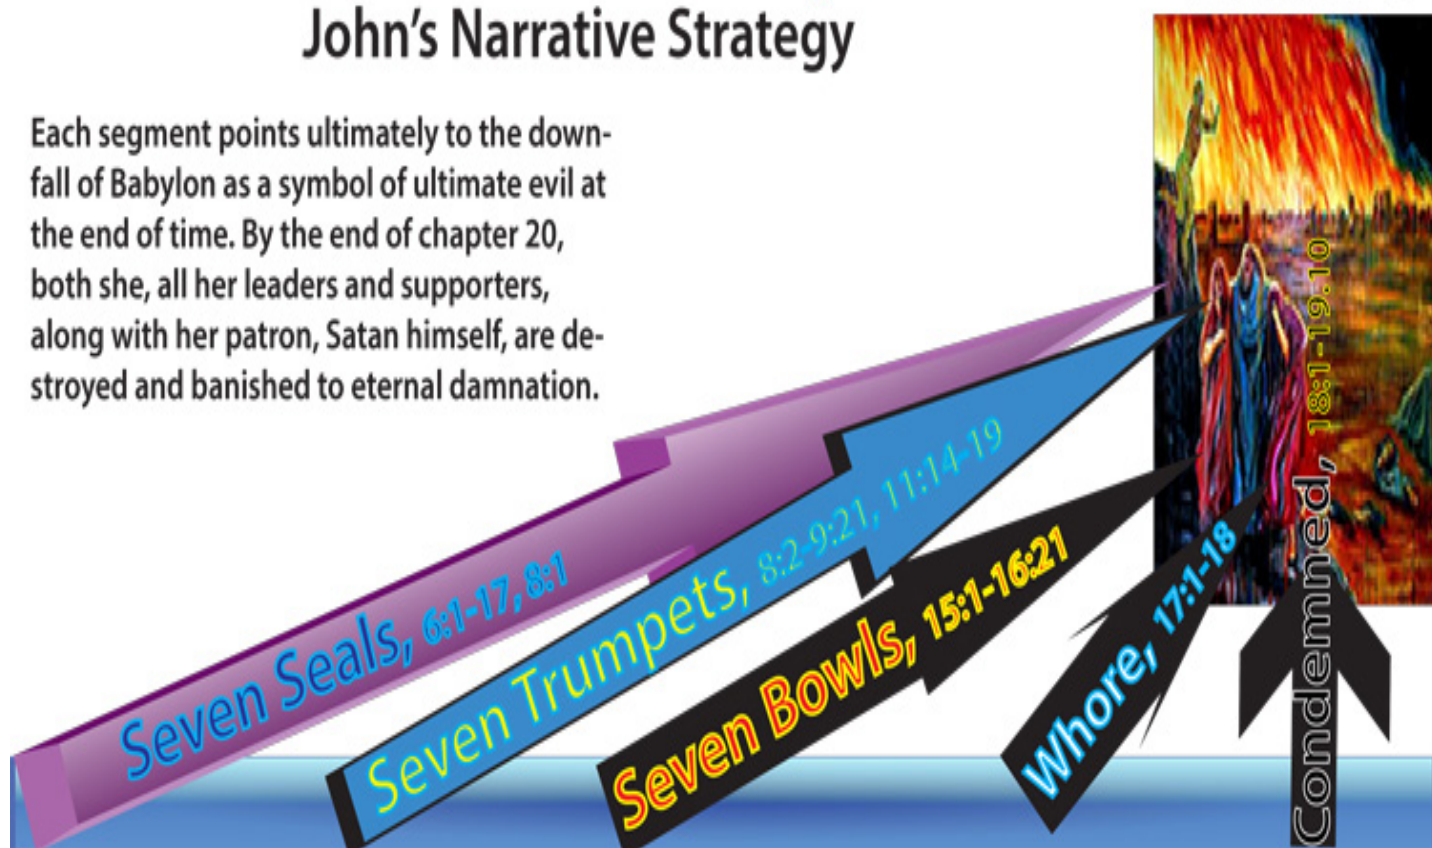 John's Narrative Strategy
Each segment points ultimately to the down-
fall of Babylon as a symbol of ultimate evil at
the end of time. By the end of chapter 20,
both she, all her leaders and supporters,
along with her patron, Satan himself, are de-
stroyed and banished to eternal damnation.
Seven Seals, 6:1-17, 8:1
Seven Trumpets, 8:2-9:21, 11:14-19
Seven Bowls, 15:1-16:21
Whore, 17:1-18
Condemned, 18:1-19.10